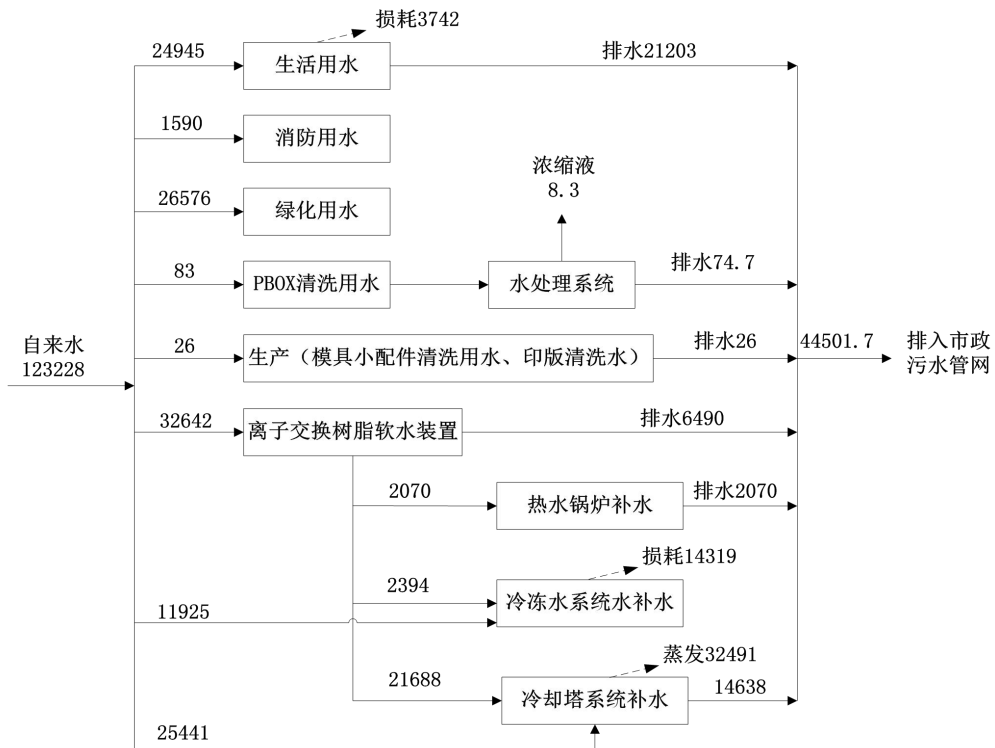 损耗3742
24945
生活用水
排水21203
1590
消防用水
浓缩液
8.3
26576
绿化用水
83
PBOX清洗用水
水处理系统
排水74.7
自来水
123228
26
生产（模具小配件清洗用水、印版清洗水）
排水26
44501.7
排入市政
污水管网
32642
离子交换树脂软水装置
排水6490
2070
热水锅炉补水
排水2070
损耗14319
2394
冷冻水系统水补水
11925
蒸发32491
21688
冷却塔系统补水
14638
25441